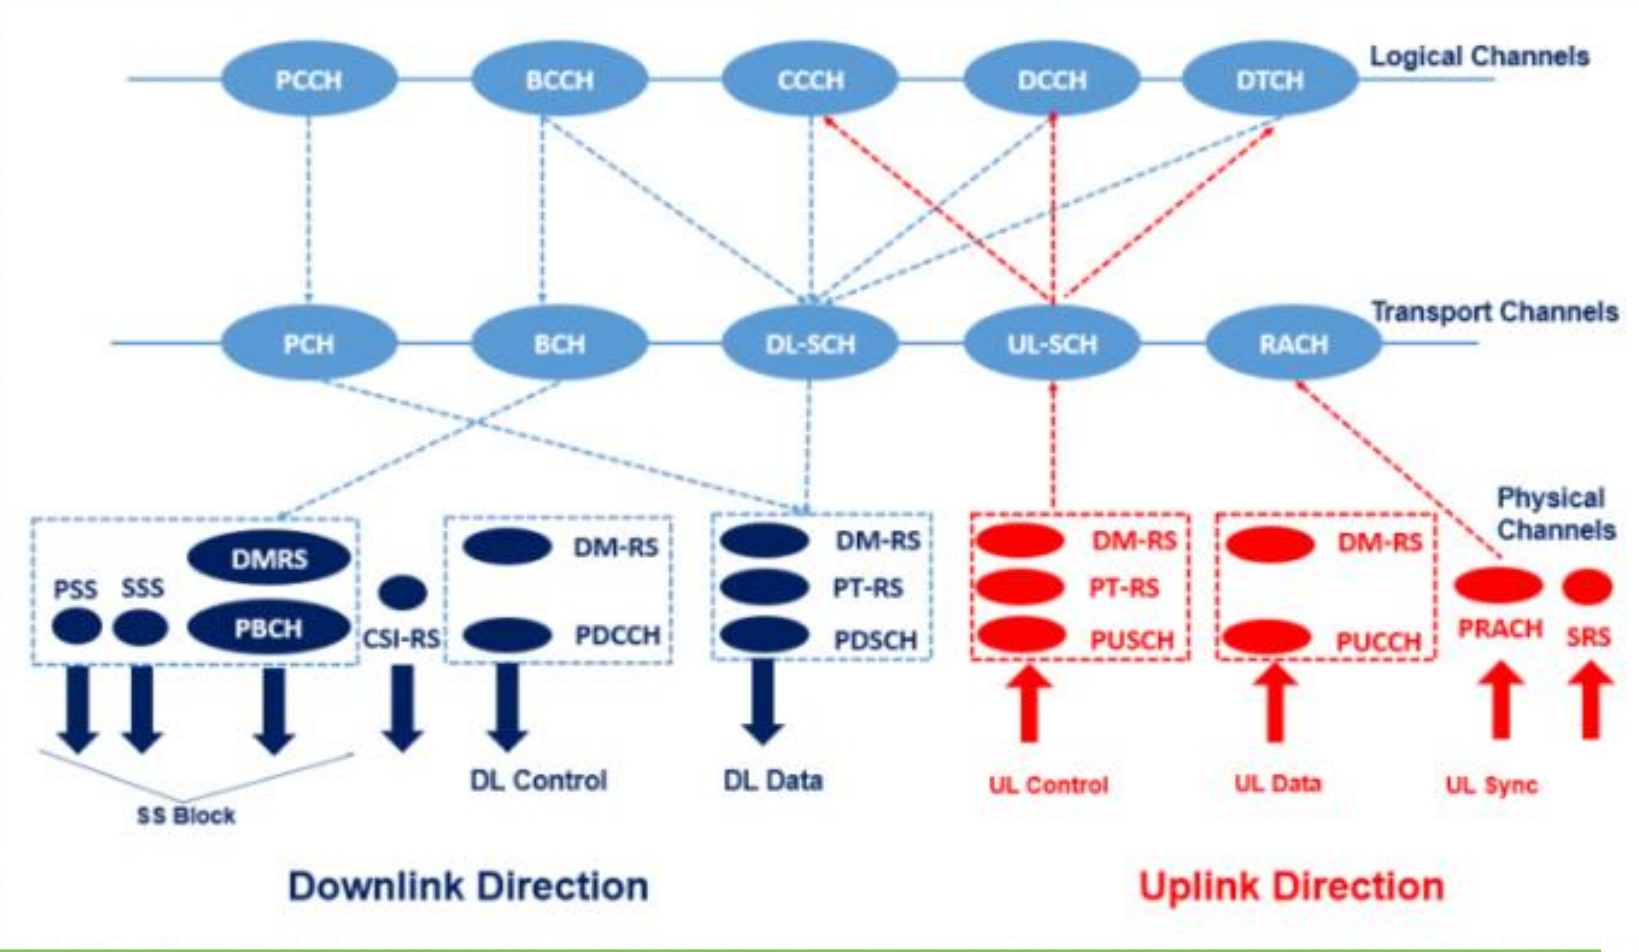 Logical Channels
PCCH
BCCH
CCCH
DCCH
DTCH
Transport Channels
PCH
BCH
DL-SCH
UL-SCH
RACH
Physical
Channels
PSS
SSS
DMRS
PBCH
CSI-RS
DM-RS
PDCCH
DM-RS
PT-RS
PDSCH
DM-RS
PT-RS
PUSCH
DM-RS
PUCCH
PRACH
SRS
SS Block
DL Control
DL Data
UL Control
UL Data
UL Sync
Downlink Direction
Uplink Direction